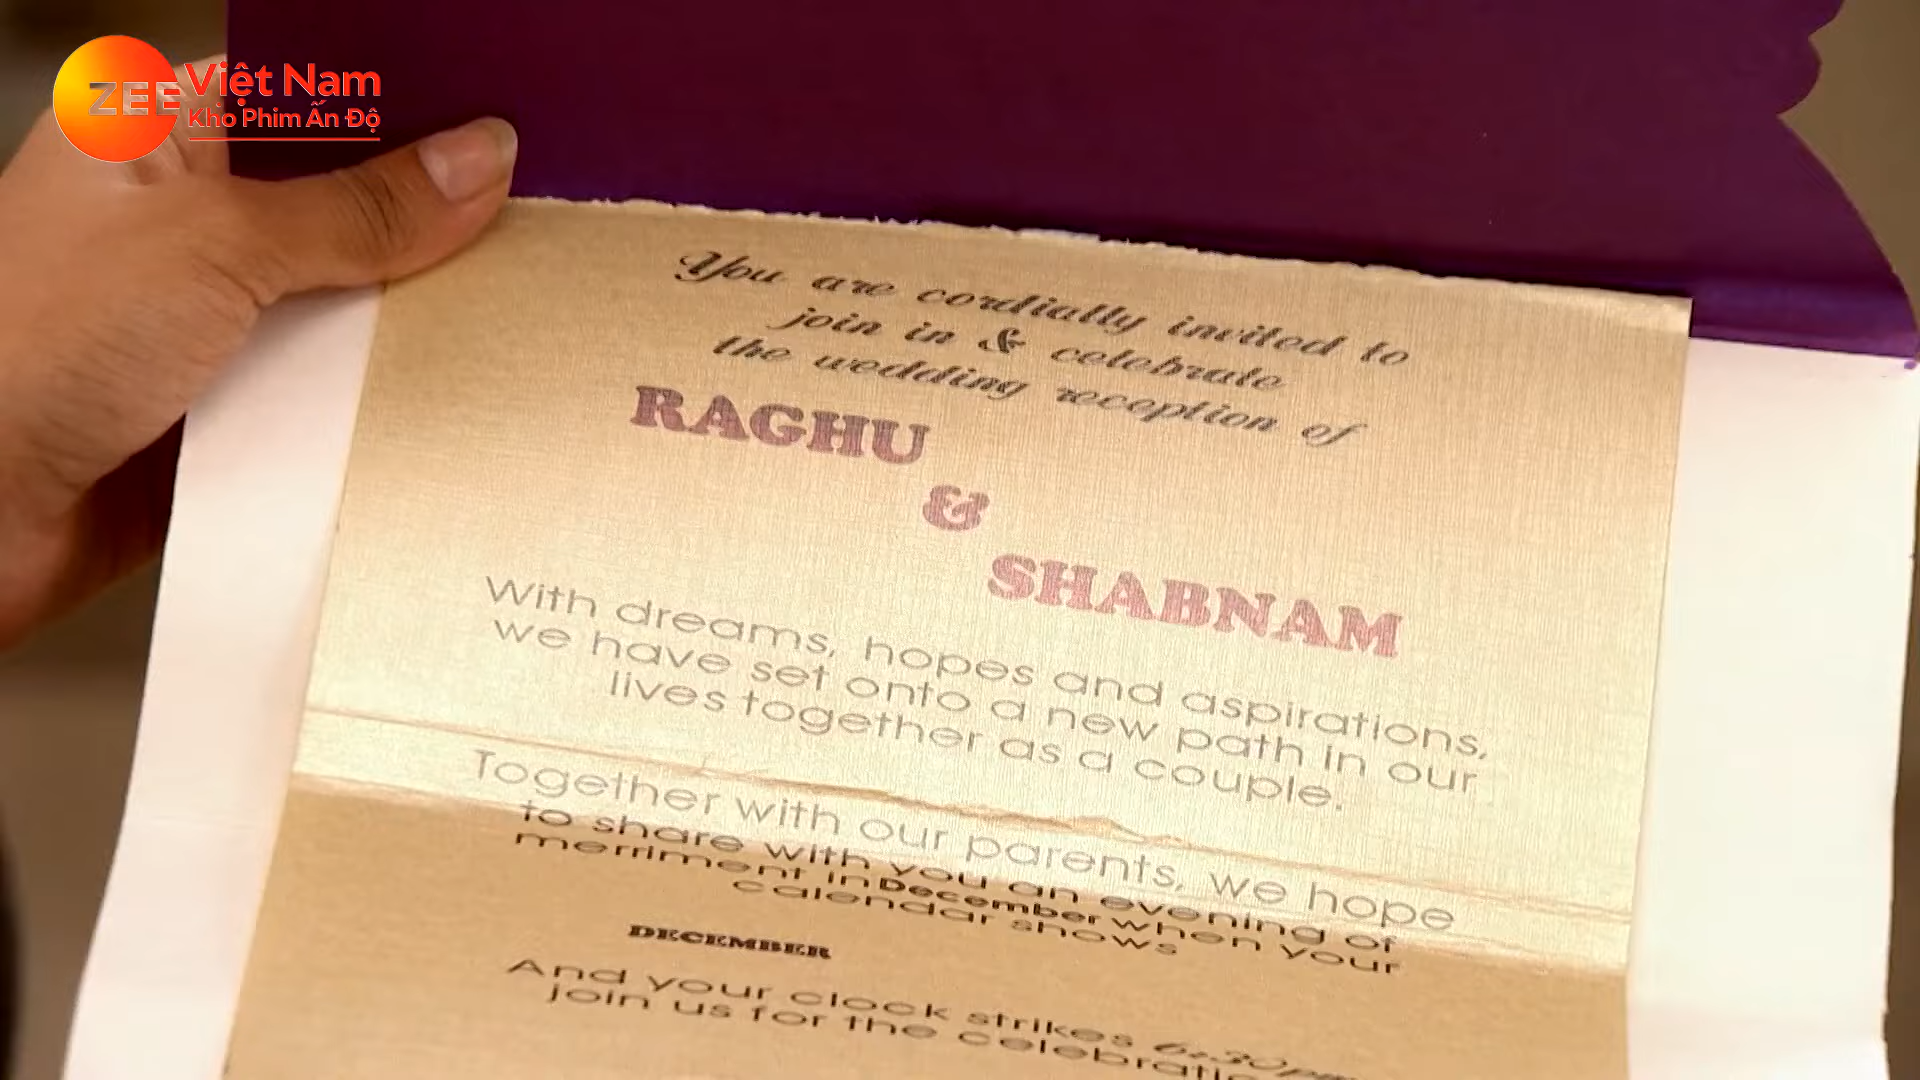 ZEE Việt Nam
Kho Phim Ấn Độ
You are cordially invited to
join in & celebrate
the wedding reception of
RAGHU
&
SHABNAM
With dreams, hopes and aspirations,
we have set onto a new path in our
lives together as a couple.
Together with our parents, we hope
to share with you an evening of
merriment in December when your
calendar shows
DECEMBER
And your clock strikes 6:30pm
join us for the